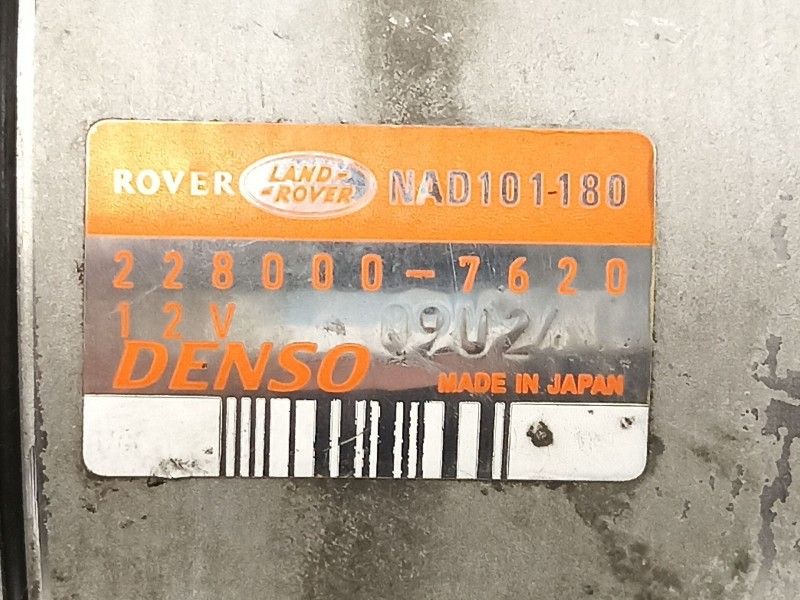 ROVER LAND-ROVER NAD101180
228000-7620
12V
DENSO MADE IN JAPAN